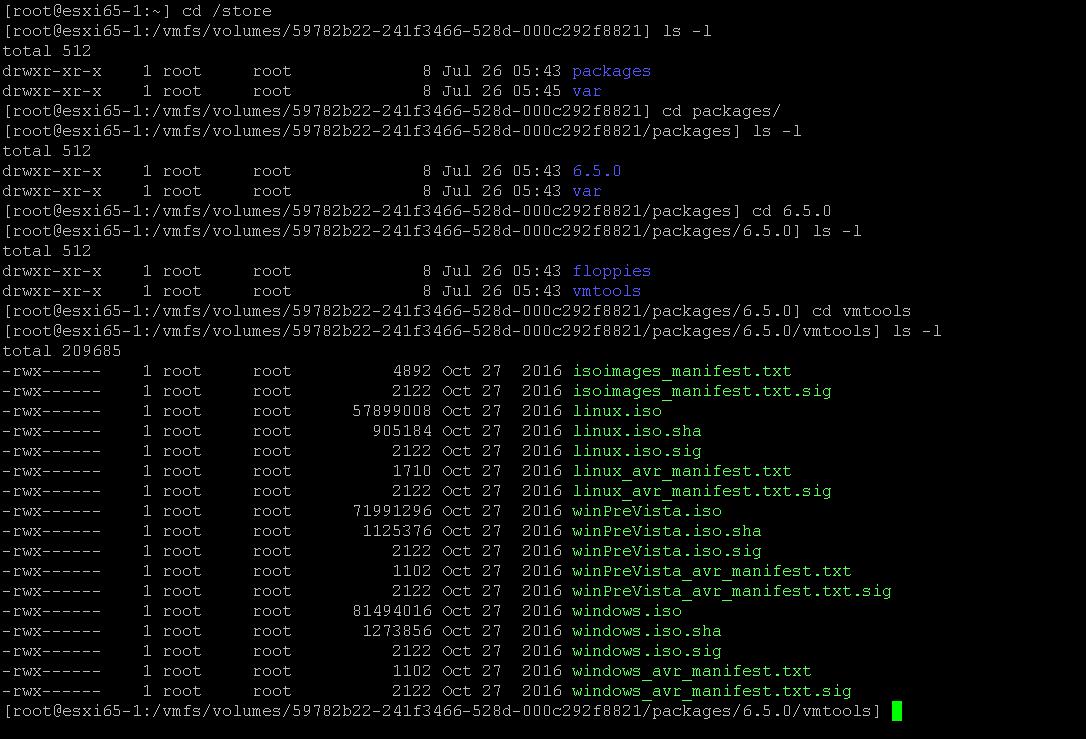 [root@esxi65-1:~] cd /store
[root@esxi65-1:/vmfs/volumes/59782b22-241f3466-528d-000c292f8821] ls -l
total 512
drwxr-xr-x    1 root     root             8 Jul 26 05:43 packages
drwxr-xr-x    1 root     root             8 Jul 26 05:45 var
[root@esxi65-1:/vmfs/volumes/59782b22-241f3466-528d-000c292f8821] cd packages/
[root@esxi65-1:/vmfs/volumes/59782b22-241f3466-528d-000c292f8821/packages] ls -l
total 512
drwxr-xr-x    1 root     root             8 Jul 26 05:43 6.5.0
drwxr-xr-x    1 root     root             8 Jul 26 05:43 var
[root@esxi65-1:/vmfs/volumes/59782b22-241f3466-528d-000c292f8821/packages] cd 6.5.0
[root@esxi65-1:/vmfs/volumes/59782b22-241f3466-528d-000c292f8821/packages/6.5.0] ls -l
total 512
drwxr-xr-x    1 root     root             8 Jul 26 05:43 floppies
drwxr-xr-x    1 root     root             8 Jul 26 05:43 vmtools
[root@esxi65-1:/vmfs/volumes/59782b22-241f3466-528d-000c292f8821/packages/6.5.0] cd vmtools
[root@esxi65-1:/vmfs/volumes/59782b22-241f3466-528d-000c292f8821/packages/6.5.0/vmtools] ls -l
total 209685
-rwx------    1 root     root          4892 Oct 27  2016 isoimages_manifest.txt
-rwx------    1 root     root          2122 Oct 27  2016 isoimages_manifest.txt.sig
-rwx------    1 root     root      57899008 Oct 27  2016 linux.iso
-rwx------    1 root     root        905184 Oct 27  2016 linux.iso.sha
-rwx------    1 root     root          2122 Oct 27  2016 linux.iso.sig
-rwx------    1 root     root          1710 Oct 27  2016 linux_avr_manifest.txt
-rwx------    1 root     root          2122 Oct 27  2016 linux_avr_manifest.txt.sig
-rwx------    1 root     root      71991296 Oct 27  2016 winPreVista.iso
-rwx------    1 root     root       1125376 Oct 27  2016 winPreVista.iso.sha
-rwx------    1 root     root          2122 Oct 27  2016 winPreVista.iso.sig
-rwx------    1 root     root          1102 Oct 27  2016 winPreVista_avr_manifest.txt
-rwx------    1 root     root          2122 Oct 27  2016 winPreVista_avr_manifest.txt.sig
-rwx------    1 root     root      81494016 Oct 27  2016 windows.iso
-rwx------    1 root     root       1273856 Oct 27  2016 windows.iso.sha
-rwx------    1 root     root          2122 Oct 27  2016 windows.iso.sig
-rwx------    1 root     root          1102 Oct 27  2016 windows_avr_manifest.txt
-rwx------    1 root     root          2122 Oct 27  2016 windows_avr_manifest.txt.sig
[root@esxi65-1:/vmfs/volumes/59782b22-241f3466-528d-000c292f8821/packages/6.5.0/vmtools]